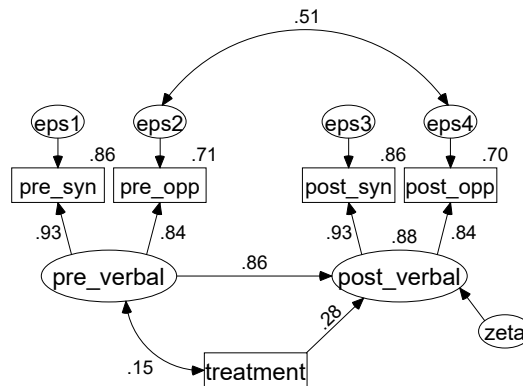 .51
eps1 eps2 eps3 eps4
.86 .71 .86 .70
pre_syn pre_opp post_syn post_opp
.93 .84 .93 .88 .84
pre_verbal .86 post_verbal
.28
zeta
.15 treatment